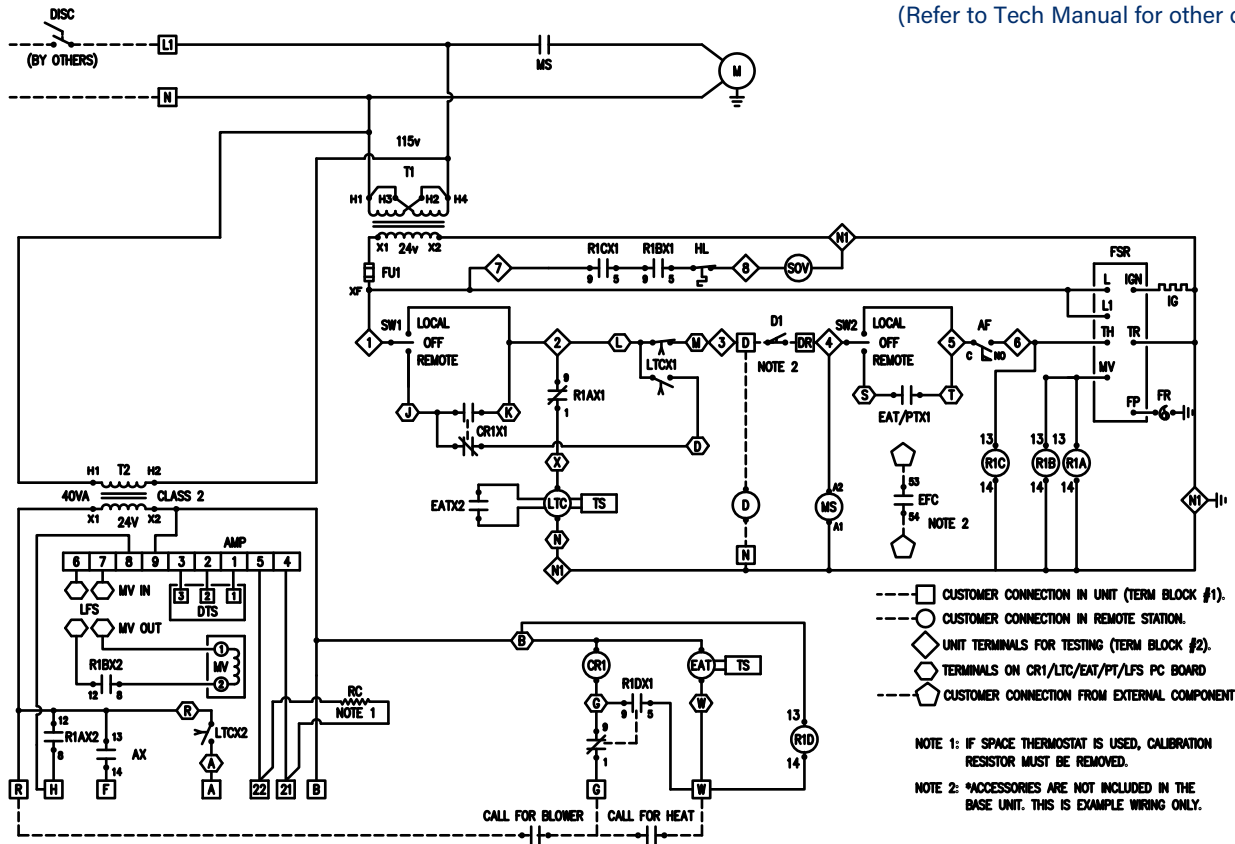 (Refer to Tech Manual for other
DISC
(BY OTHERS)
L1
MS
M
N
115v
T1
H1 H3 H2 H4
X1 24v X2
N1
FU1
XF
7
R1CX1 R1BX1 HL
9 5 9 5
8
SOV
FSR
L IGN
IG
L1
TH TR
MV
FP FR
1
SW1 LOCAL
OFF
REMOTE
2
L M 3 D D1 DR 4
LTCX1
NOTE 2
SW2 LOCAL
OFF
REMOTE
5 AF 6
C NO
9
R1AX1
1
J K
CR1X1
D
S T
EAT/PTX1
X
EATX2
LTC TS
N
N1
D
N
A2
MS
A1
53
EFC
54
NOTE 2
13 13 13
R1C R1B R1A
14 14 14
N1
H1 T2 H2
40VA CLASS 2
X1 24V X2
AMP
6 7 8 9 3 2 1 5 4
MV IN
3 2 1
DTS
LFS
MV OUT
1
MV
2
R1BX2
12 8
R
12
R1AX2
8
13
AX
14
LTCX2
A
RC
NOTE 1
R H F A 22 21 B
B
CR1
EAT TS
G
R1DX1
9 5
W
9
1
13
R1D
14
G W
CALL FOR BLOWER CALL FOR HEAT
CUSTOMER CONNECTION IN UNIT (TERM BLOCK #1).
CUSTOMER CONNECTION IN REMOTE STATION.
UNIT TERMINALS FOR TESTING (TERM BLOCK #2).
TERMINALS ON CR1/LTC/EAT/PT/LFS PC BOARD
CUSTOMER CONNECTION FROM EXTERNAL COMPONENT
NOTE 1: IF SPACE THERMOSTAT IS USED, CALIBRATION
RESISTOR MUST BE REMOVED.
NOTE 2: *ACCESSORIES ARE NOT INCLUDED IN THE
BASE UNIT. THIS IS EXAMPLE WIRING ONLY.